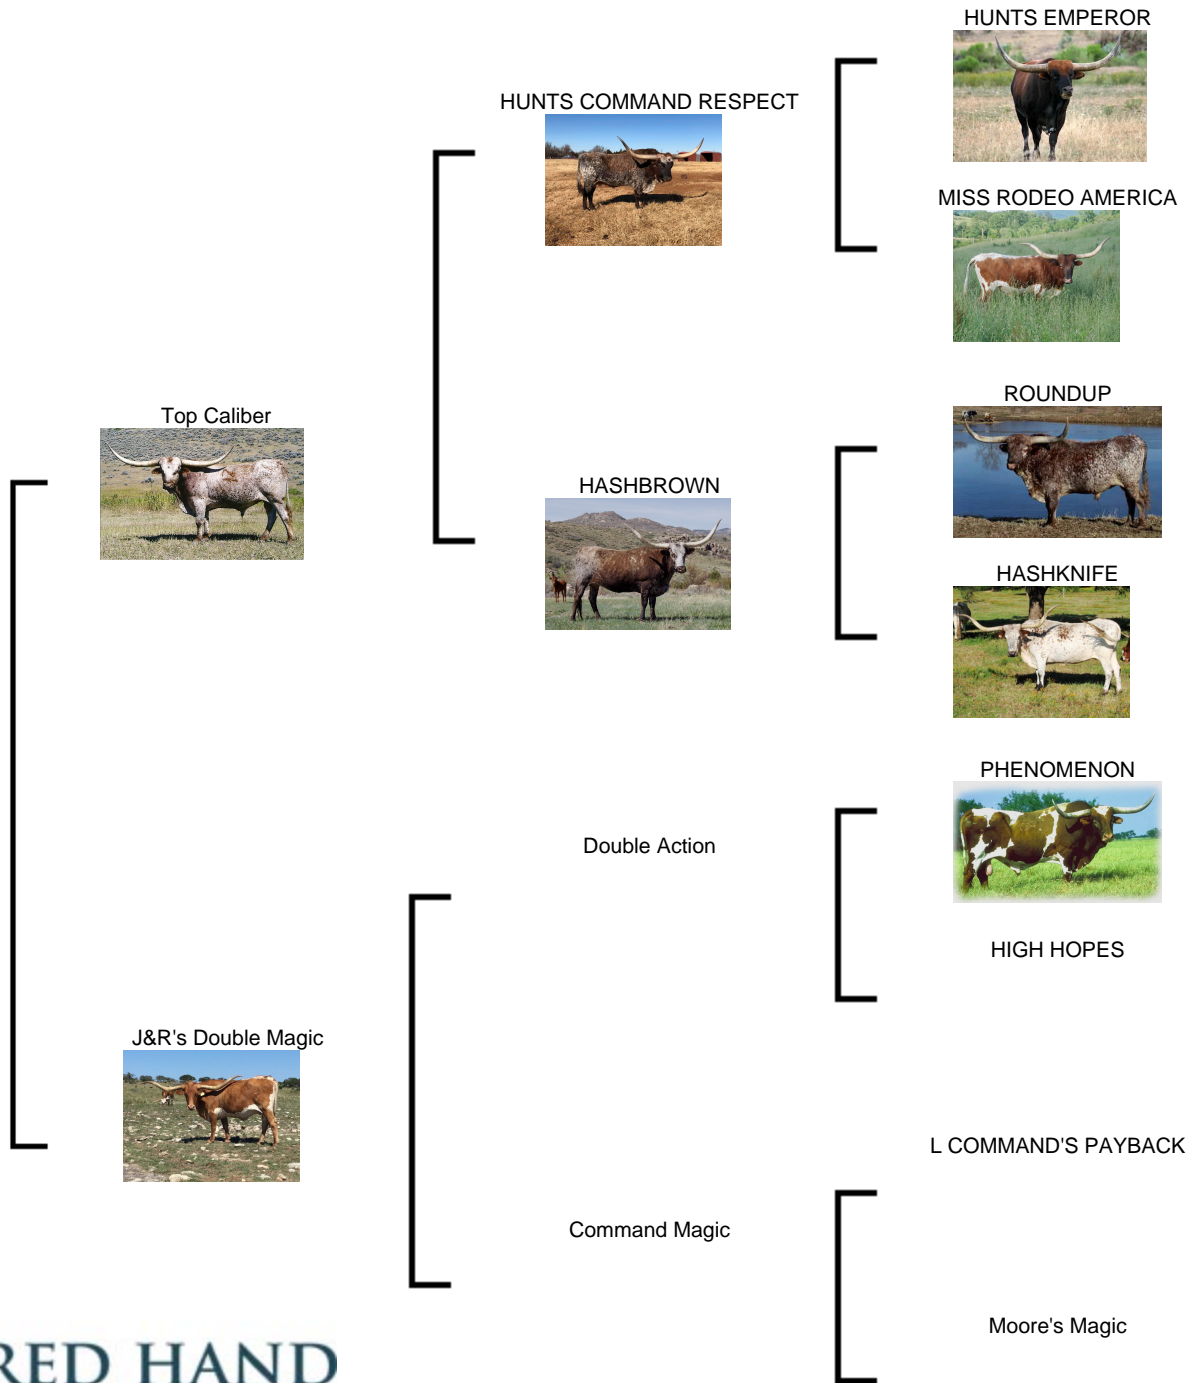 HUNTS EMPEROR
HUNTS COMMAND RESPECT
MISS RODEO AMERICA
Top Caliber
ROUNDUP
HASHBROWN
HASHKNIFE
PHENOMENON
Double Action
HIGH HOPES
J&R's Double Magic
L COMMAND'S PAYBACK
Command Magic
Moore's Magic
RED HAND